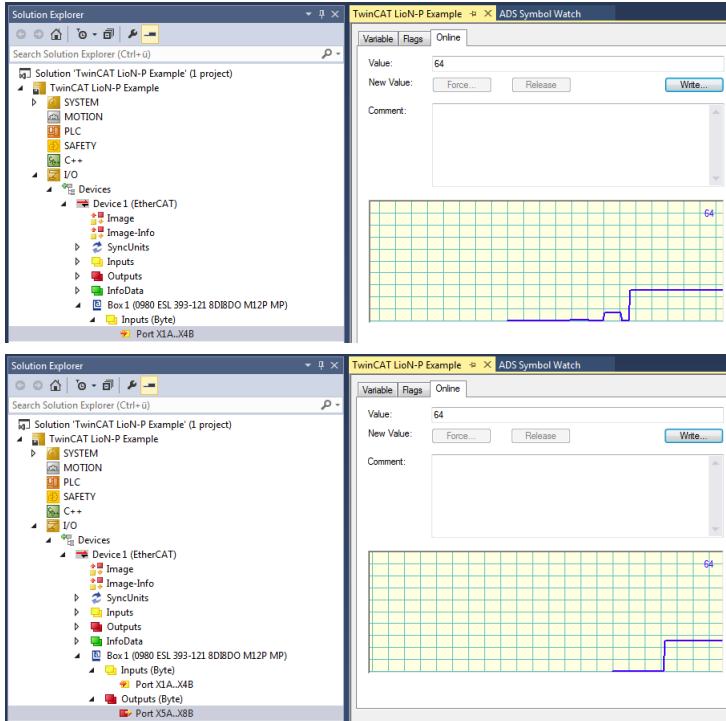 Solution Explorer
Search Solution Explorer (Ctrl+ü)
Solution 'TwinCAT LioN-P Example' (1 project)
TwinCAT LioN-P Example
SYSTEM
MOTION
PLC
SAFETY
C++
I/O
Devices
Device 1 (EtherCAT)
Image
Image-Info
SyncUnits
Inputs
Outputs
InfoData
Box 1 (0980 ESL 393-121 8DI8DO M12P MP)
Inputs (Byte)
Port X1A..X4B
TwinCAT LioN-P Example ADS Symbol Watch
Variable Flags Online
Value: 64
New Value: Force... Release Write...
Comment:
64
Solution Explorer
Search Solution Explorer (Ctrl+ü)
Solution 'TwinCAT LioN-P Example' (1 project)
TwinCAT LioN-P Example
SYSTEM
MOTION
PLC
SAFETY
C++
I/O
Devices
Device 1 (EtherCAT)
Image
Image-Info
SyncUnits
Inputs
Outputs
InfoData
Box 1 (0980 ESL 393-121 8DI8DO M12P MP)
Inputs (Byte)
Port X1A..X4B
Outputs (Byte)
Port X5A..X8B
TwinCAT LioN-P Example ADS Symbol Watch
Variable Flags Online
Value: 64
New Value: Force... Release Write...
Comment:
64